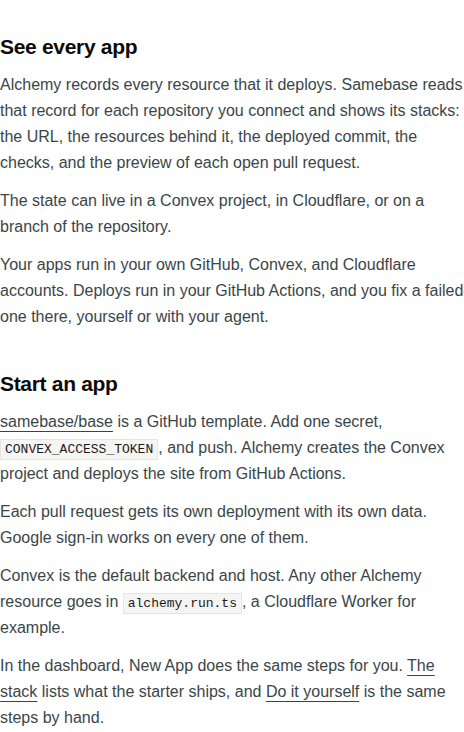 See every app
Alchemy records every resource that it deploys. Samebase reads
that record for each repository you connect and shows its stacks:
the URL, the resources behind it, the deployed commit, the
checks, and the preview of each open pull request.
The state can live in a Convex project, in Cloudflare, or on a
branch of the repository.
Your apps run in your own GitHub, Convex, and Cloudflare
accounts. Deploys run in your GitHub Actions, and you fix a failed
one there, yourself or with your agent.
Start an app
samebase/base is a GitHub template. Add one secret,
CONVEX_ACCESS_TOKEN, and push. Alchemy creates the Convex
project and deploys the site from GitHub Actions.
Each pull request gets its own deployment with its own data.
Google sign-in works on every one of them.
Convex is the default backend and host. Any other Alchemy
resource goes in alchemy.run.ts, a Cloudflare Worker for
example.
In the dashboard, New App does the same steps for you. The
stack lists what the starter ships, and Do it yourself is the same
steps by hand.